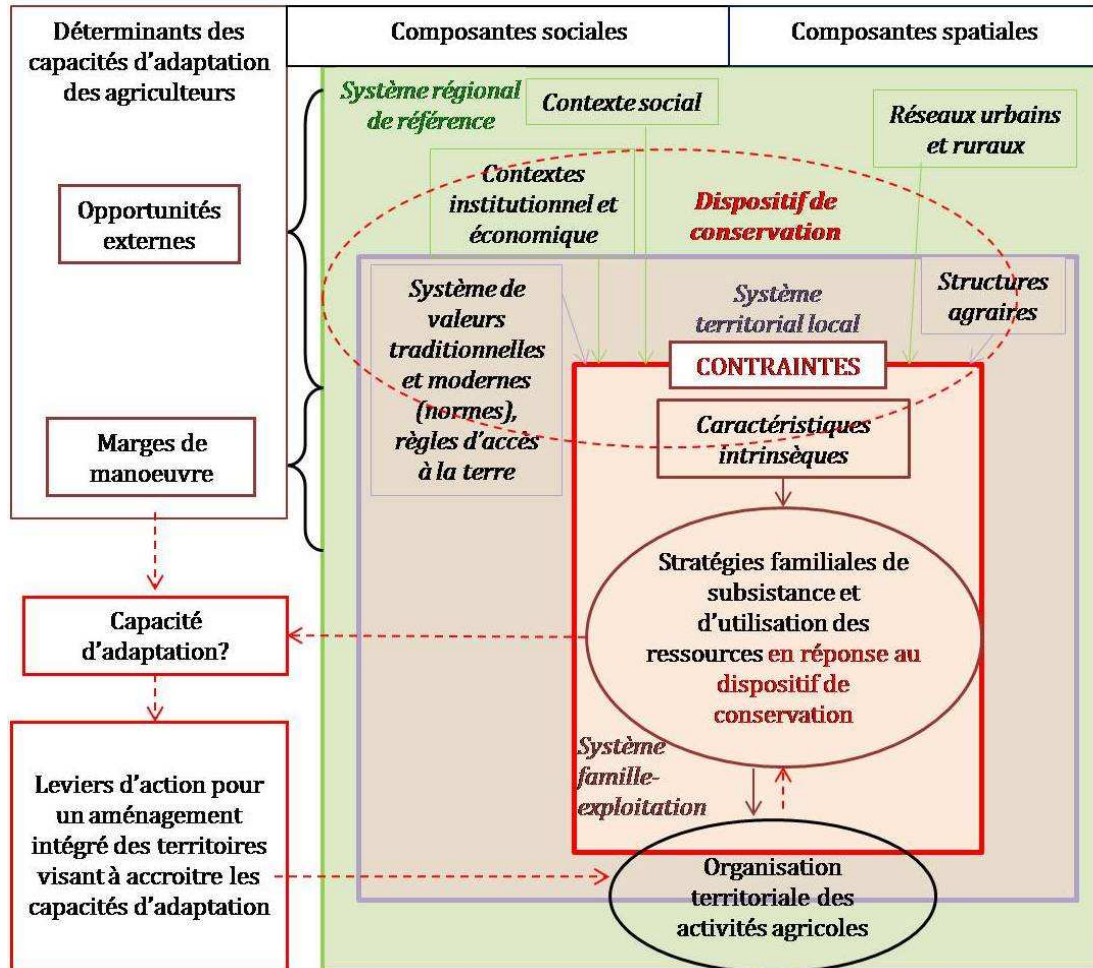 Déterminants des
capacités d'adaptation
des agriculteurs
Composantes sociales
Composantes spatiales
Système régional
de référence
Contexte social
Réseaux urbains
et ruraux
Contextes
institutionnel et
économique
Dispositif de
conservation
Opportunités
externes
Système de
valeurs
traditionnelles
et modernes
(normes),
règles d'accès
à la terre
Système
territorial local
Structures
agraires
CONTRAINTES
Caractéristiques
intrinsèques
Marges de
manoeuvre
Stratégies familiales de
subsistance et
d'utilisation des
ressources en réponse au
dispositif de
conservation
Capacité
d'adaptation?
Système
famille-
exploitation
Leviers d'action pour
un aménagement
intégré des territoires
visant à accroitre les
capacités d'adaptation
Organisation
territoriale des
activités agricoles